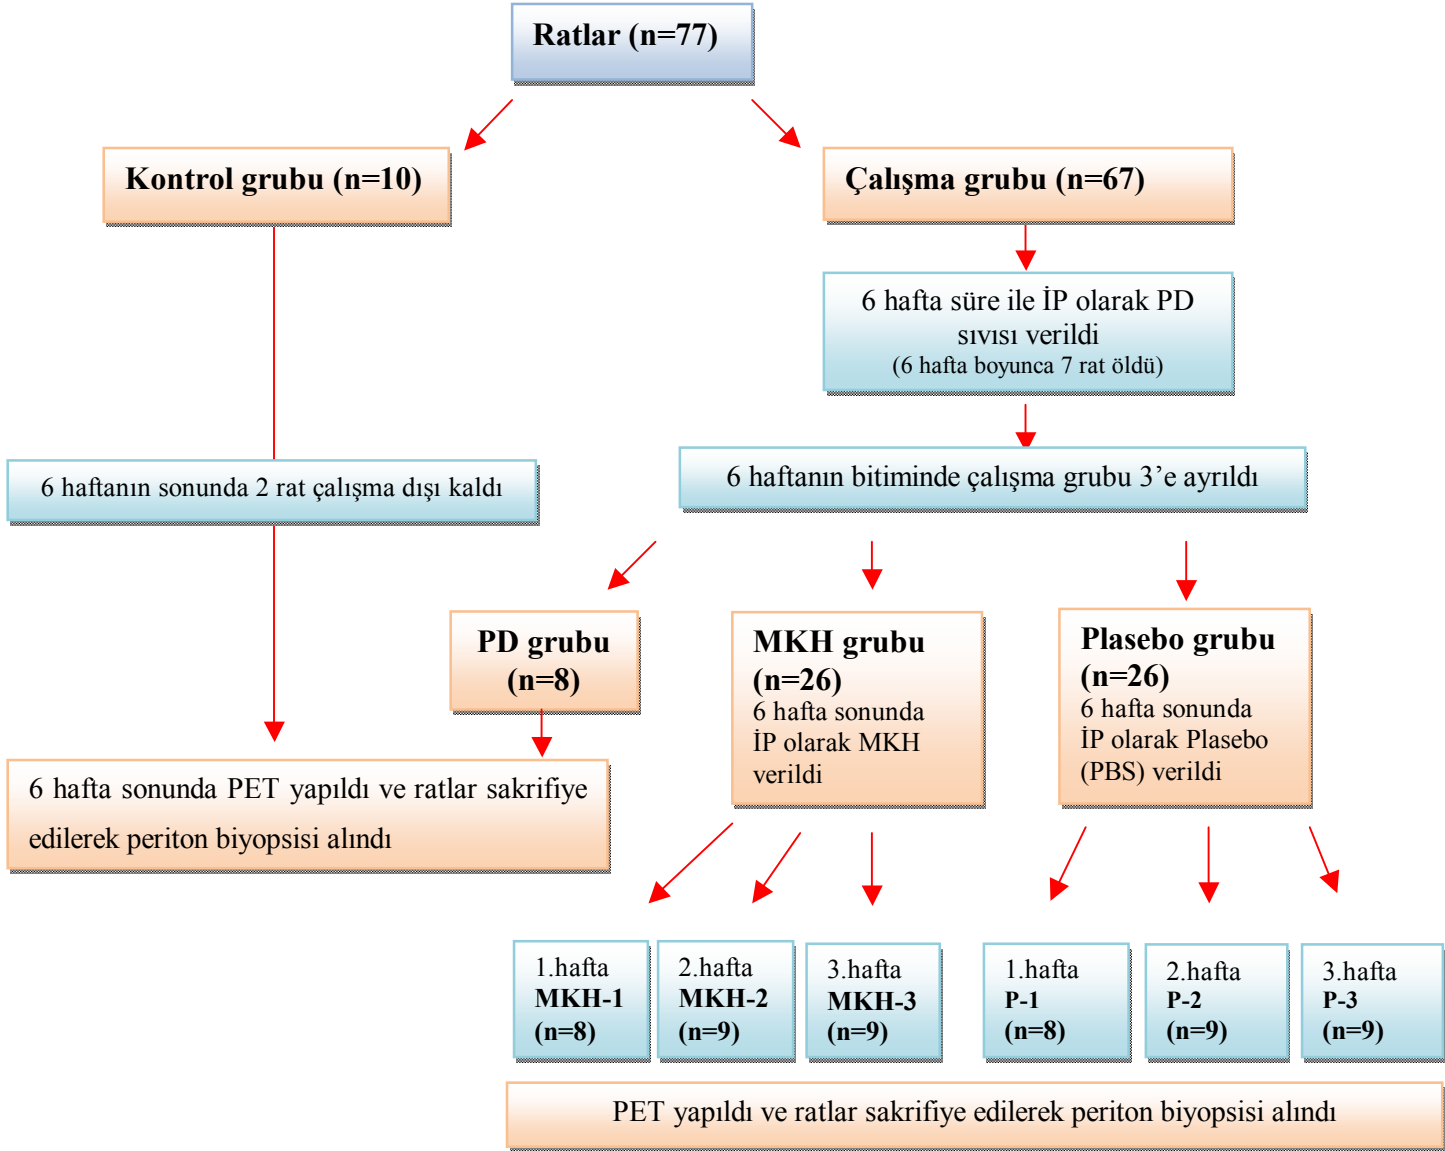 Ratlar (n=77)
Kontrol grubu (n=10)
Çalışma grubu (n=67)
6 hafta süre ile İP olarak PD
sıvısı verildi
(6 hafta boyunca 7 rat öldü)
6 haftanın sonunda 2 rat çalışma dışı kaldı
6 haftanın bitiminde çalışma grubu 3’e ayrıldı
PD grubu
(n=8)
MKH grubu
(n=26)
6 hafta sonunda
İP olarak MKH
verildi
Plasebo grubu
(n=26)
6 hafta sonunda
İP olarak Plasebo
(PBS) verildi
6 hafta sonunda PET yapıldı ve ratlar sakrifiye
edilerek periton biyopsisi alındı
1.hafta
MKH-1
(n=8)
2.hafta
MKH-2
(n=9)
3.hafta
MKH-3
(n=9)
1.hafta
P-1
(n=8)
2.hafta
P-2
(n=9)
3.hafta
P-3
(n=9)
PET yapıldı ve ratlar sakrifiye edilerek periton biyopsisi alındı